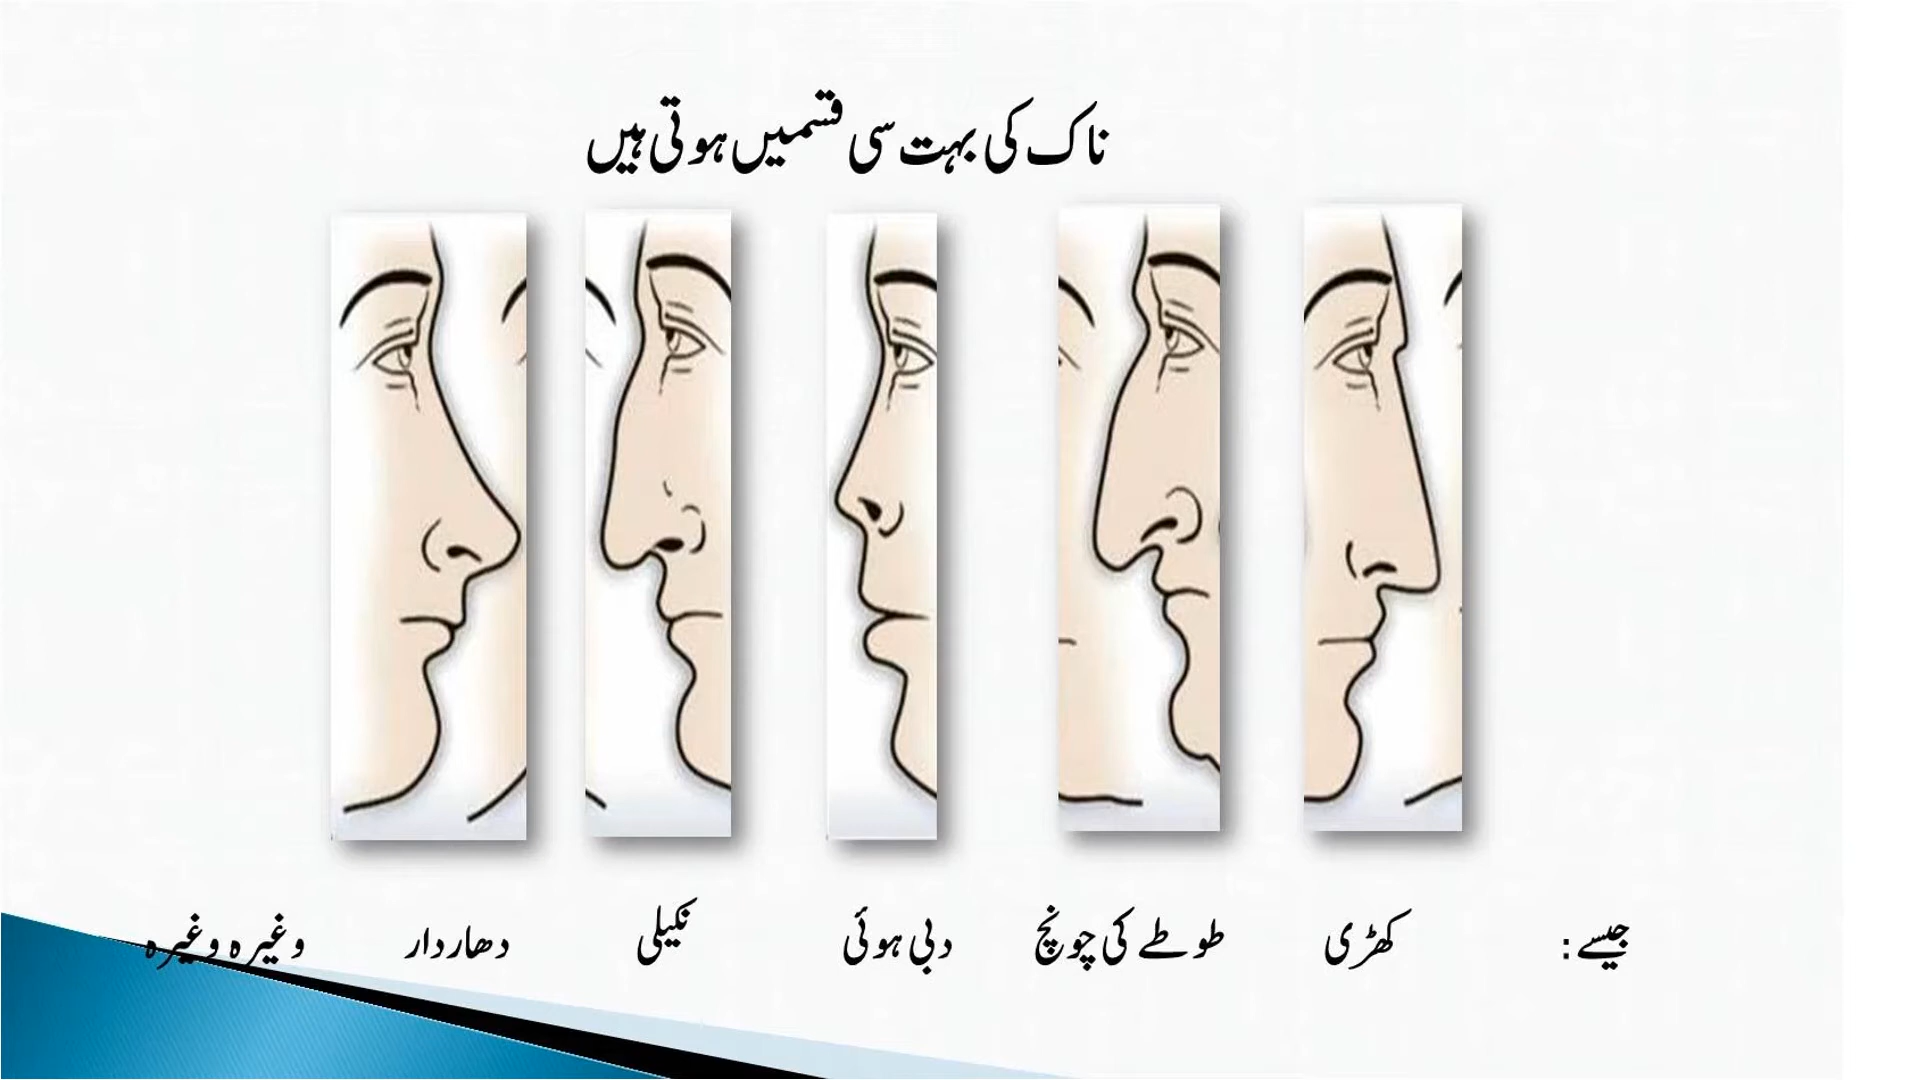 ناک کی بہت سی قسمیں ہوتی ہیں
جیسے : کھڑی طوطے کی چونچ دبی ہوئی نکیلی دھاردار وغیرہ وغیرہ